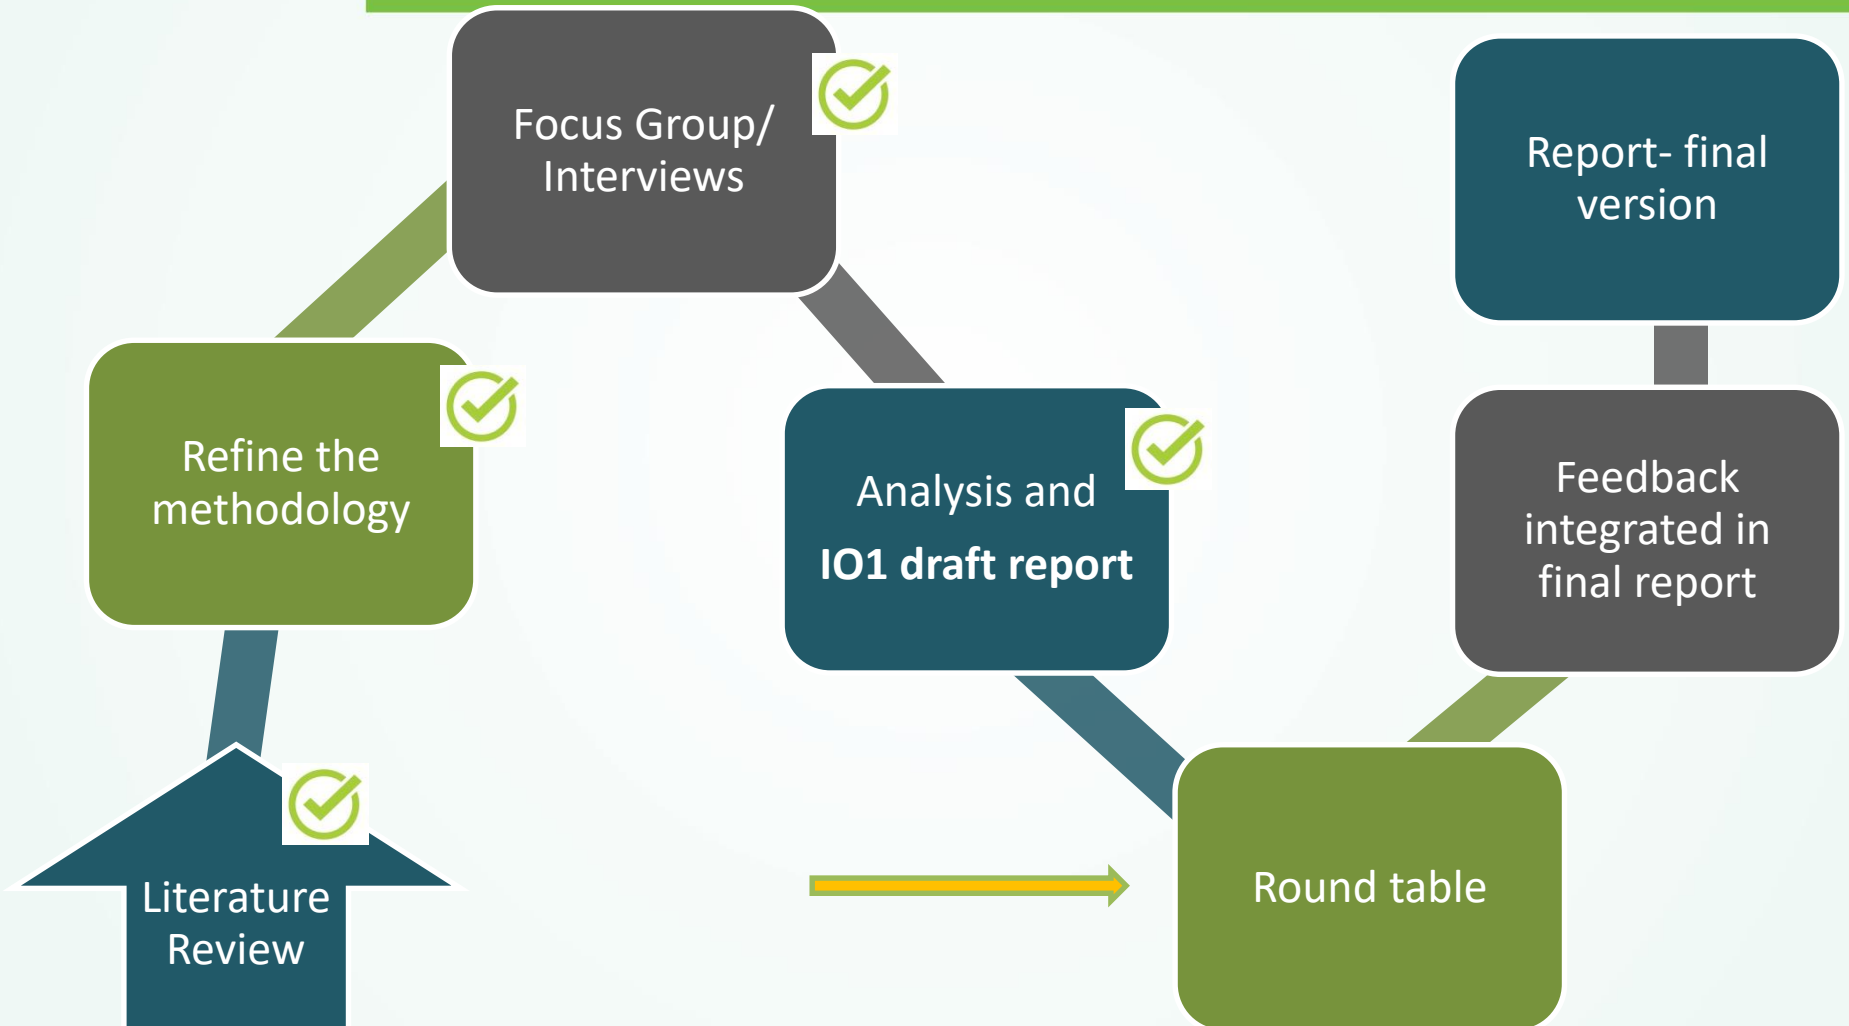 Literature
Review
Refine the
methodology
Focus Group/
Interviews
Analysis and
IO1 draft report
Round table
Feedback
integrated in
final report
Report- final
version